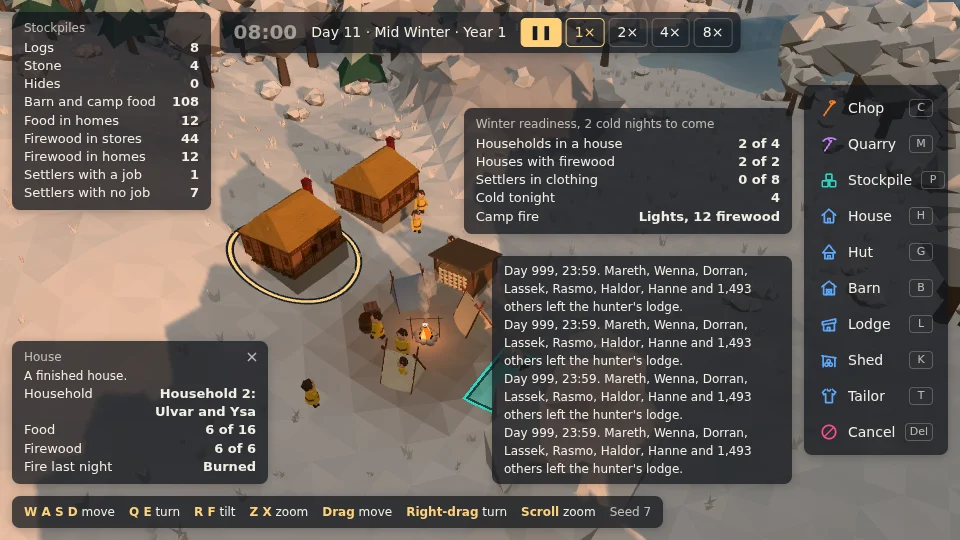 Stockpiles
Logs 8
Stone 4
Hides 0
Barn and camp food 108
Food in homes 12
Firewood in stores 44
Firewood in homes 12
Settlers with a job 1
Settlers with no job 7
08:00 Day 11 · Mid Winter · Year 1 1× 2× 4× 8×
Winter readiness, 2 cold nights to come
Households in a house 2 of 4
Houses with firewood 2 of 2
Settlers in clothing 0 of 8
Cold tonight 4
Camp fire Lights, 12 firewood
Chop C
Quarry M
Stockpile P
House H
Hut G
Barn B
Lodge L
Shed K
Tailor T
Cancel Del
Day 999, 23:59. Mareth, Wenna, Dorran,
Lassek, Rasmo, Haldor, Hanne and 1,493
others left the hunter's lodge.
Day 999, 23:59. Mareth, Wenna, Dorran,
Lassek, Rasmo, Haldor, Hanne and 1,493
others left the hunter's lodge.
Day 999, 23:59. Mareth, Wenna, Dorran,
Lassek, Rasmo, Haldor, Hanne and 1,493
others left the hunter's lodge.
Day 999, 23:59. Mareth, Wenna, Dorran,
Lassek, Rasmo, Haldor, Hanne and 1,493
others left the hunter's lodge.
House ×
A finished house.
Household Household 2:
Ulvar and Ysa
Food 6 of 16
Firewood 6 of 6
Fire last night Burned
W A S D move Q E turn R F tilt Z X zoom Drag move Right-drag turn Scroll zoom Seed 7